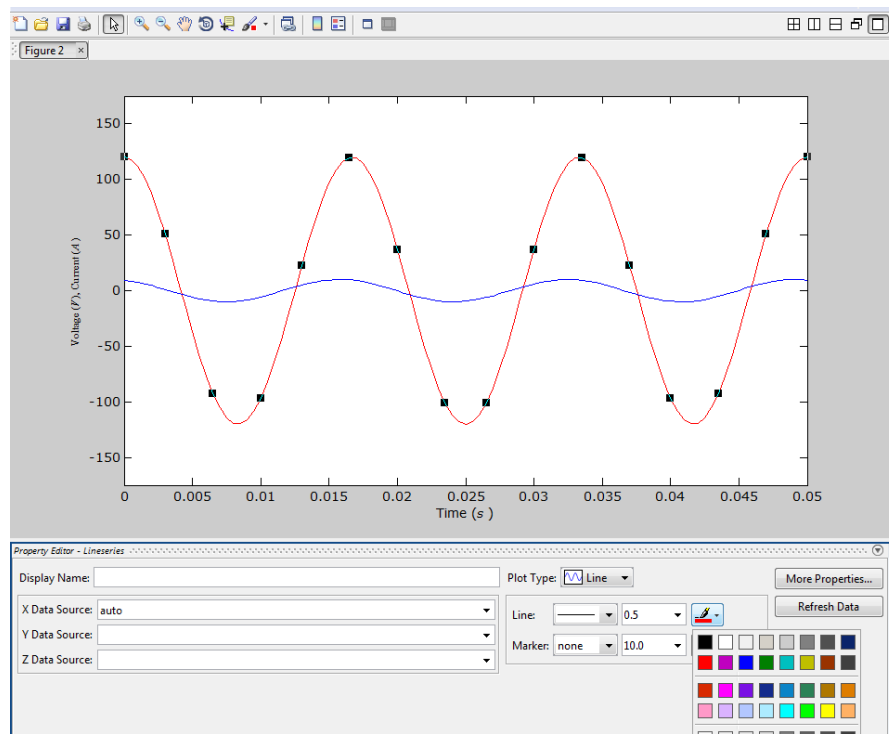 Figure 2 ×
150
100
50
0
-50
-100
-150
Voltage (V), Current (A)
0 0.005 0.01 0.015 0.02 0.025 0.03 0.035 0.04 0.045 0.05
Time (s )
Property Editor - Lineseries
Display Name: Plot Type: Line More Properties...
X Data Source: auto Line: 0.5 Refresh Data
Y Data Source: Marker: none 10.0
Z Data Source: